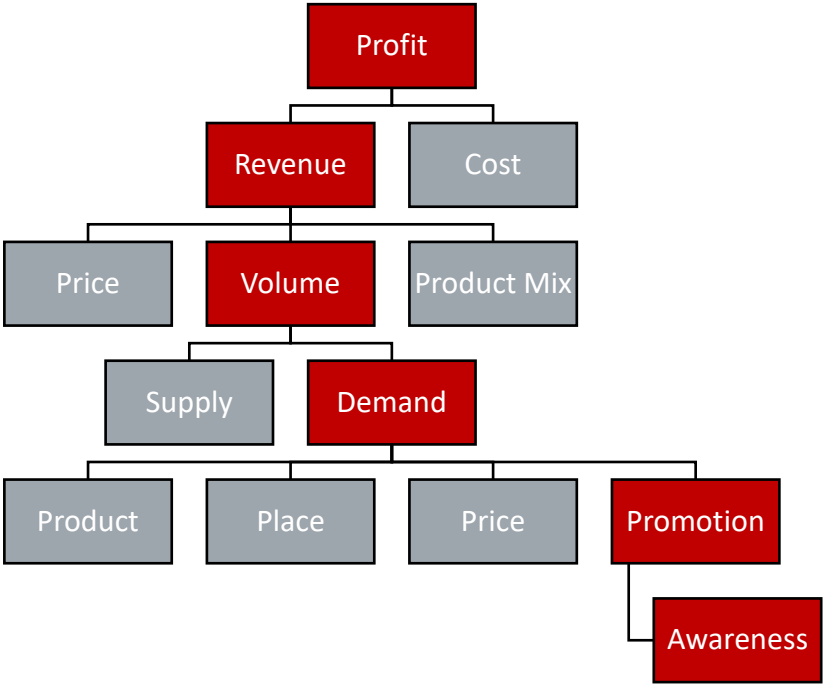 Profit
Revenue
Cost
Price
Volume
Product Mix
Supply
Demand
Product
Place
Price
Promotion
Awareness